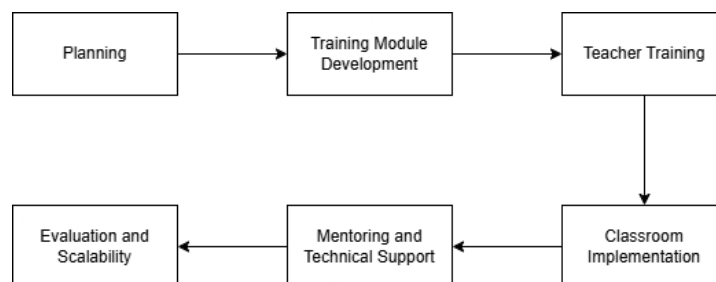 Planning
Training Module
Development
Teacher Training
Classroom
Implementation
Mentoring and
Technical Support
Evaluation and
Scalability